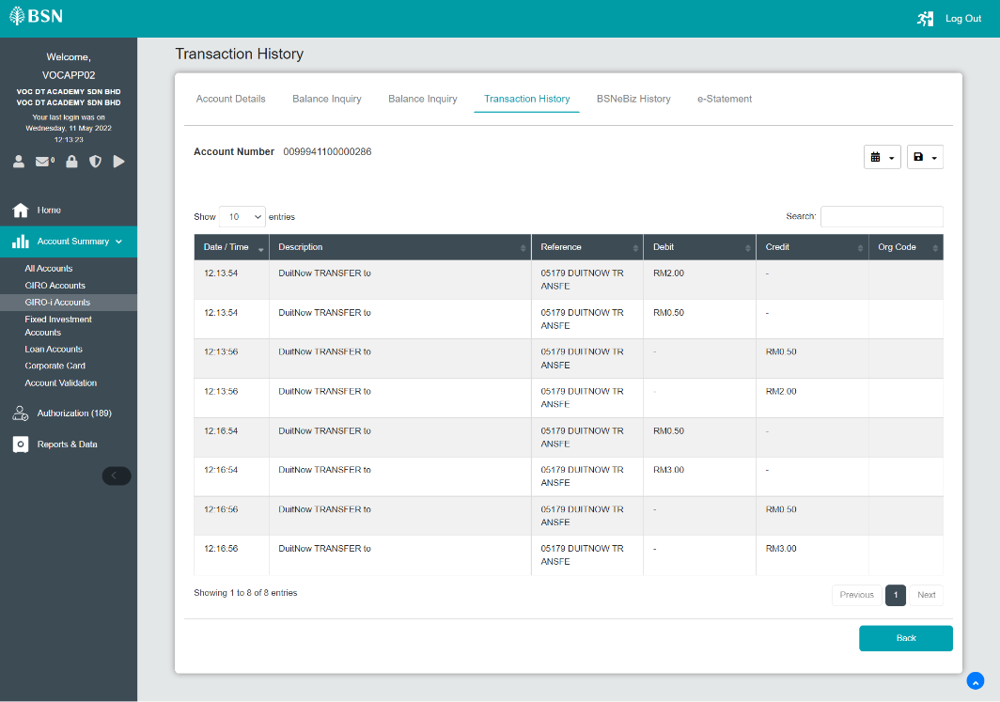 BSN
Log Out
Welcome,
VOCAPP02
VOC DT ACADEMY SDN BHD
VOC DT ACADEMY SDN BHD
Your last login was on
Wednesday, 11 May 2022
12:13:23
0
Home
Account Summary
All Accounts
GIRO Accounts
GIRO-i Accounts
Fixed Investment
Accounts
Loan Accounts
Corporate Card
Account Validation
Authorization (189)
Reports & Data
Transaction History
Account Details Balance Inquiry Balance Inquiry Transaction History BSNeBiz History e-Statement
Account Number 0099941100000286
Show 10 entries Search:
Date / Time Description Reference Debit Credit Org Code
12.13:54 DuitNow TRANSFER to 05179 DUITNOW TR RM2.00 -
ANSFE
12:13:54 DuitNow TRANSFER to 05179 DUITNOW TR RM0.50 -
ANSFE
12:13:56 DuitNow TRANSFER to 05179 DUITNOW TR - RM0.50
ANSFE
12:13:56 DuitNow TRANSFER to 05179 DUITNOW TR - RM2.00
ANSFE
12:16:54 DuitNow TRANSFER to 05179 DUITNOW TR RM0.50 -
ANSFE
12:16:54 DuitNow TRANSFER to 05179 DUITNOW TR RM3.00 -
ANSFE
12:16:56 DuitNow TRANSFER to 05179 DUITNOW TR - RM0.50
ANSFE
12:16:56 DuitNow TRANSFER to 05179 DUITNOW TR - RM3.00
ANSFE
Showing 1 to 8 of 8 entries Previous 1 Next
Back